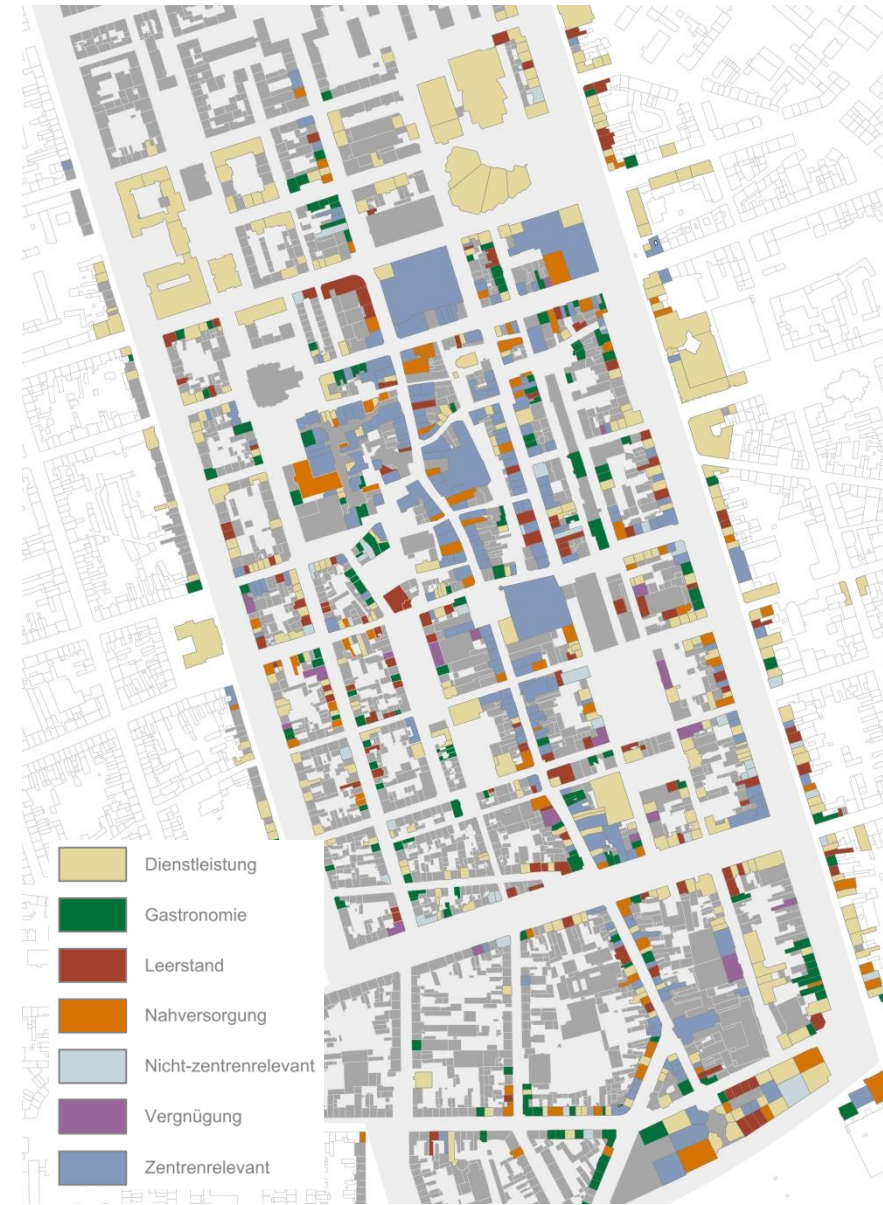 Dienstleistung
Gastronomie
Leerstand
Nahversorgung
Nicht-zentrenrelevant
Vergnügung
Zentrenrelevant